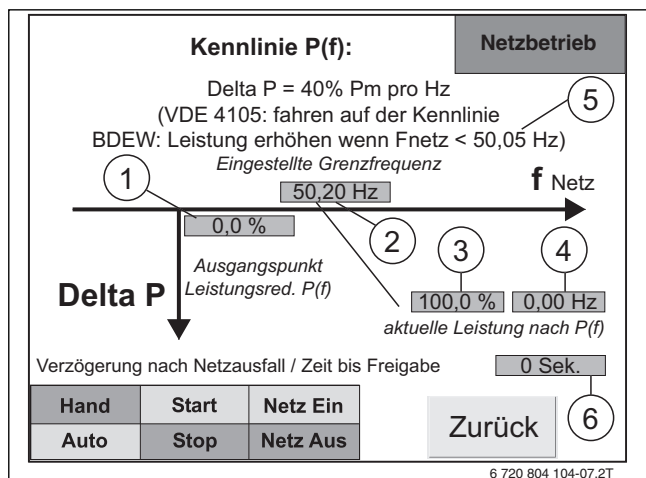 Kennlinie P(f):
Netzbetrieb
Delta P = 40% Pm pro Hz
(VDE 4105: fahren auf der Kennlinie
BDEW: Leistung erhöhen wenn Fnetz < 50,05 Hz)
5
Eingestellte Grenzfrequenz
1
50,20 Hz
f Netz
0,0 %
2
3
4
Ausgangspunkt
Leistungsred. P(f)
Delta P
100,0 %
0,00 Hz
aktuelle Leistung nach P(f)
Verzögerung nach Netzausfall / Zeit bis Freigabe
0 Sek.
Hand
Start
Netz Ein
Zurück
6
Auto
Stop
Netz Aus
6 720 804 104-07.2T